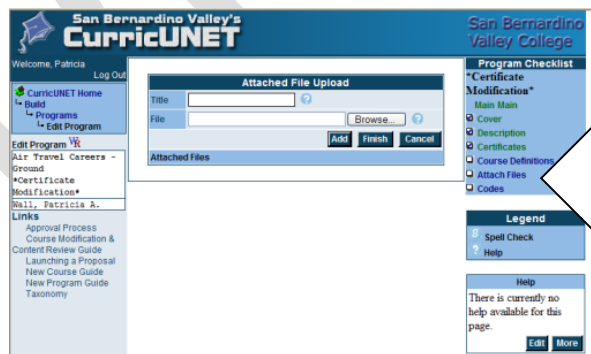 San Bernardino Valley's
CurricUNET
San Bernardino
Valley College
Welcome, Patricia
Log Out
CurricUNET Home
Build
Programs
Edit Program
Edit Program
Air Travel Careers -
Ground
*Certificate
Modification*
Wall, Patricia A.
Links
Approval Process
Course Modification &
Content Review Guide
Launching a Proposal
New Course Guide
New Program Guide
Taxonomy
Attached File Upload
Title
File
Browse...
Add Finish Cancel
Attached Files
Program Checklist
*Certificate
Modification*
Main Main
Cover
Description
Certificates
Course Definitions
Attach Files
Codes
Legend
Spell Check
Help
Help
There is currently no
help available for this
page.
Edit More